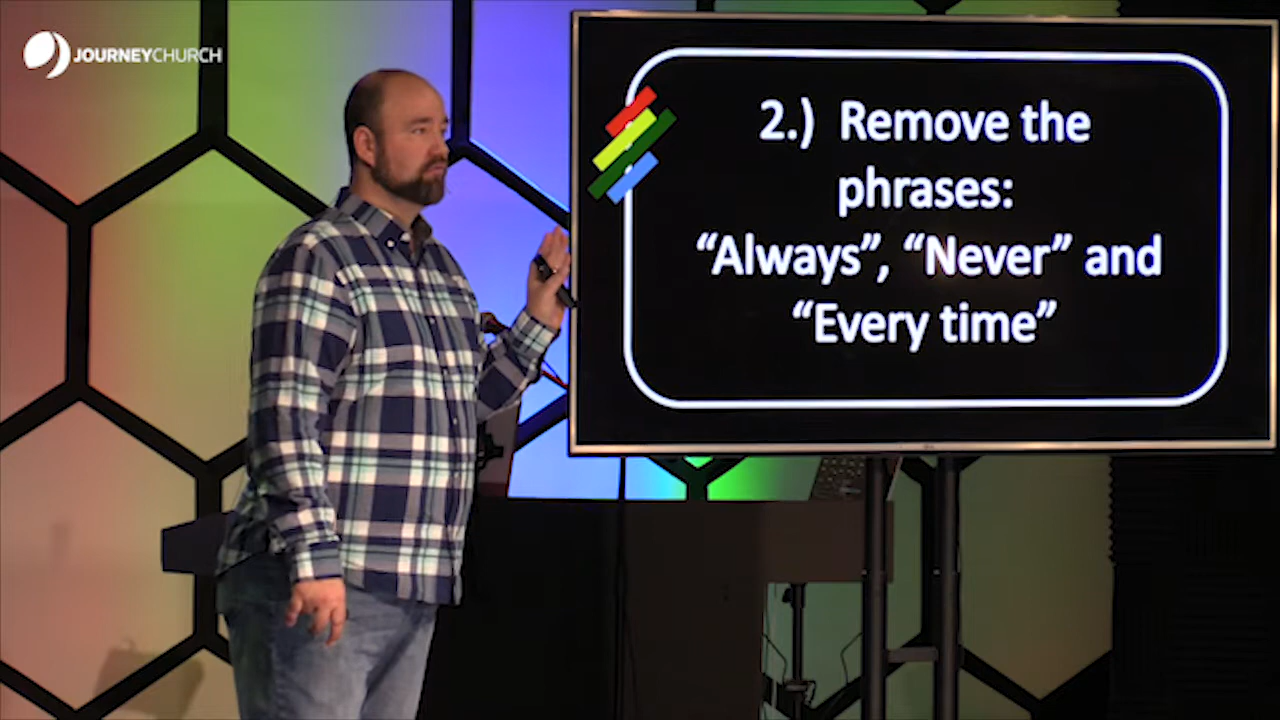 JOURNEYCHURCH
2.) Remove the
phrases:
“Always”, “Never” and
“Every time”